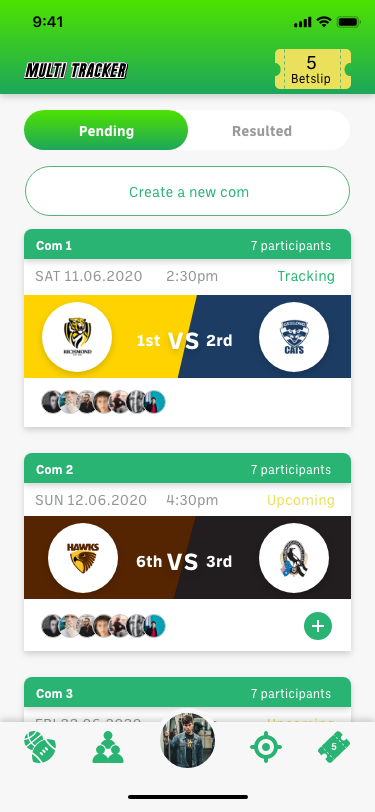 9:41
MULTI TRACKER
5
Betslip
Pending
Resulted
Create a new com
Com 1
7 participants
SAT 11.06.2020
2:30pm
Tracking
RICHMOND
1st
VS
2nd
GEELONG
CATS
Com 2
7 participants
SUN 12.06.2020
4:30pm
Upcoming
HAWKS
6th
VS
3rd
Com 3
7 participants
5